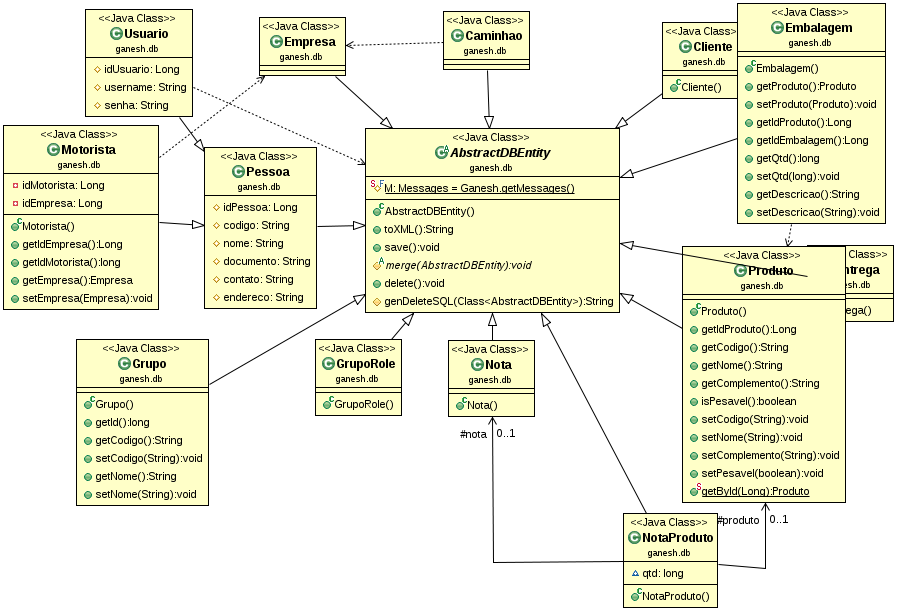 <<Java Class>>
Usuario
ganesh.db
idUsuario: Long
username: String
senha: String
<<Java Class>>
Empresa
ganesh.db
<<Java Class>>
Caminhao
ganesh.db
<<Java Class>>
Cliente
ganesh.db
Cliente()
<<Java Class>>
Embalagem
ganesh.db
Embalagem()
getProduto():Produto
setProduto(Produto):void
getIdProduto():Long
getIdEmbalagem():long
getQtd():long
setQtd(long):void
getDescricao():String
setDescricao(String):void
<<Java Class>>
Motorista
ganesh.db
idMotorista: Long
idEmpresa: Long
Motorista()
getIdEmpresa():Long
getIdMotorista():long
getEmpresa():Empresa
setEmpresa(Empresa):void
<<Java Class>>
Pessoa
ganesh.db
idPessoa: Long
codigo: String
nome: String
documento: String
contato: String
endereco: String
<<Java Class>>
AbstractDBEntity
ganesh.db
M: Messages = Ganesh.getMessages()
AbstractDBEntity()
toXML():String
save():void
merge(AbstractDBEntity):void
delete():void
genDeleteSQL(Class<AbstractDBEntity>):String
<<Java Class>>
Produto
ganesh.db
Produto()
getIdProduto():Long
getCodigo():String
getNome():String
getComplemento():String
isPesavel():boolean
setCodigo(String):void
setNome(String):void
setComplemento(String):void
setPesavel(boolean):void
getById(Long):Produto
Class>>
ntrega
sh.db
ega()
<<Java Class>>
Grupo
ganesh.db
Grupo()
getId():long
getCodigo():String
setCodigo(String):void
getNome():String
setNome(String):void
<<Java Class>>
GrupoRole
ganesh.db
GrupoRole()
<<Java Class>>
Nota
ganesh.db
Nota()
#nota 0..1
#produto 0..1
<<Java Class>>
NotaProduto
ganesh.db
qtd: long
NotaProduto()